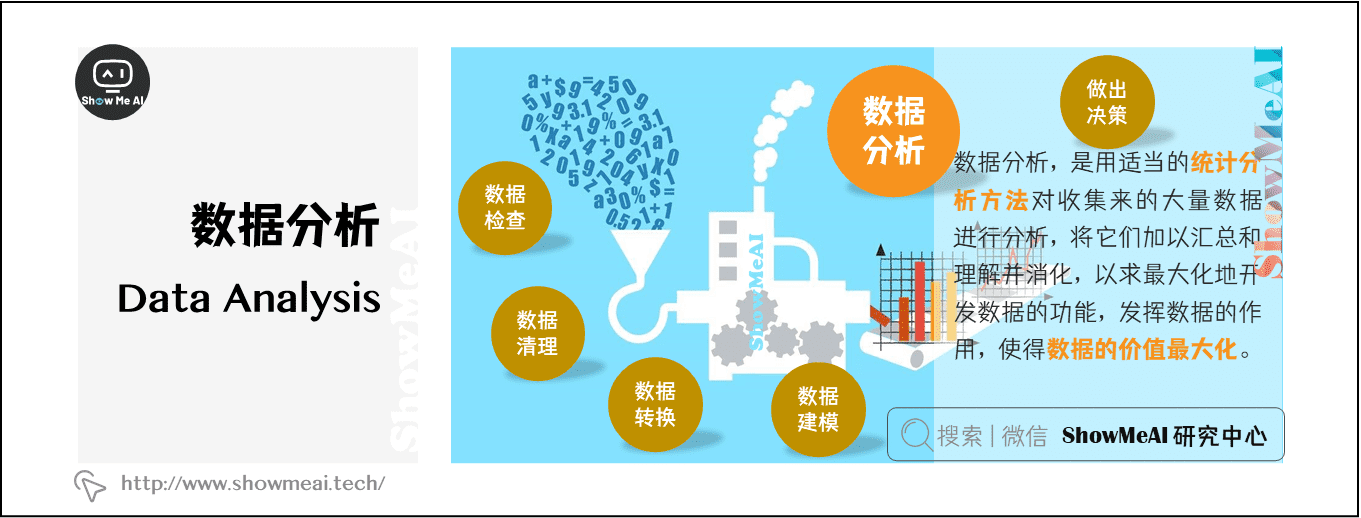 Show Me AI
数据分析
Data Analysis
ShowMeAI
http://www.showmeai.tech/
数据
检查
数据
清理
数据
转换
数据
建模
ShowMeAI
数据
分析
做出
决策
数据分析，是用适当的统计分
析方法对收集来的大量数据
进行分析，将它们加以汇总和
理解并消化，以求最大化地开
发数据的功能，发挥数据的作
用，使得数据的价值最大化。
ShowMeAI
搜索 | 微信 ShowMeAI 研究中心